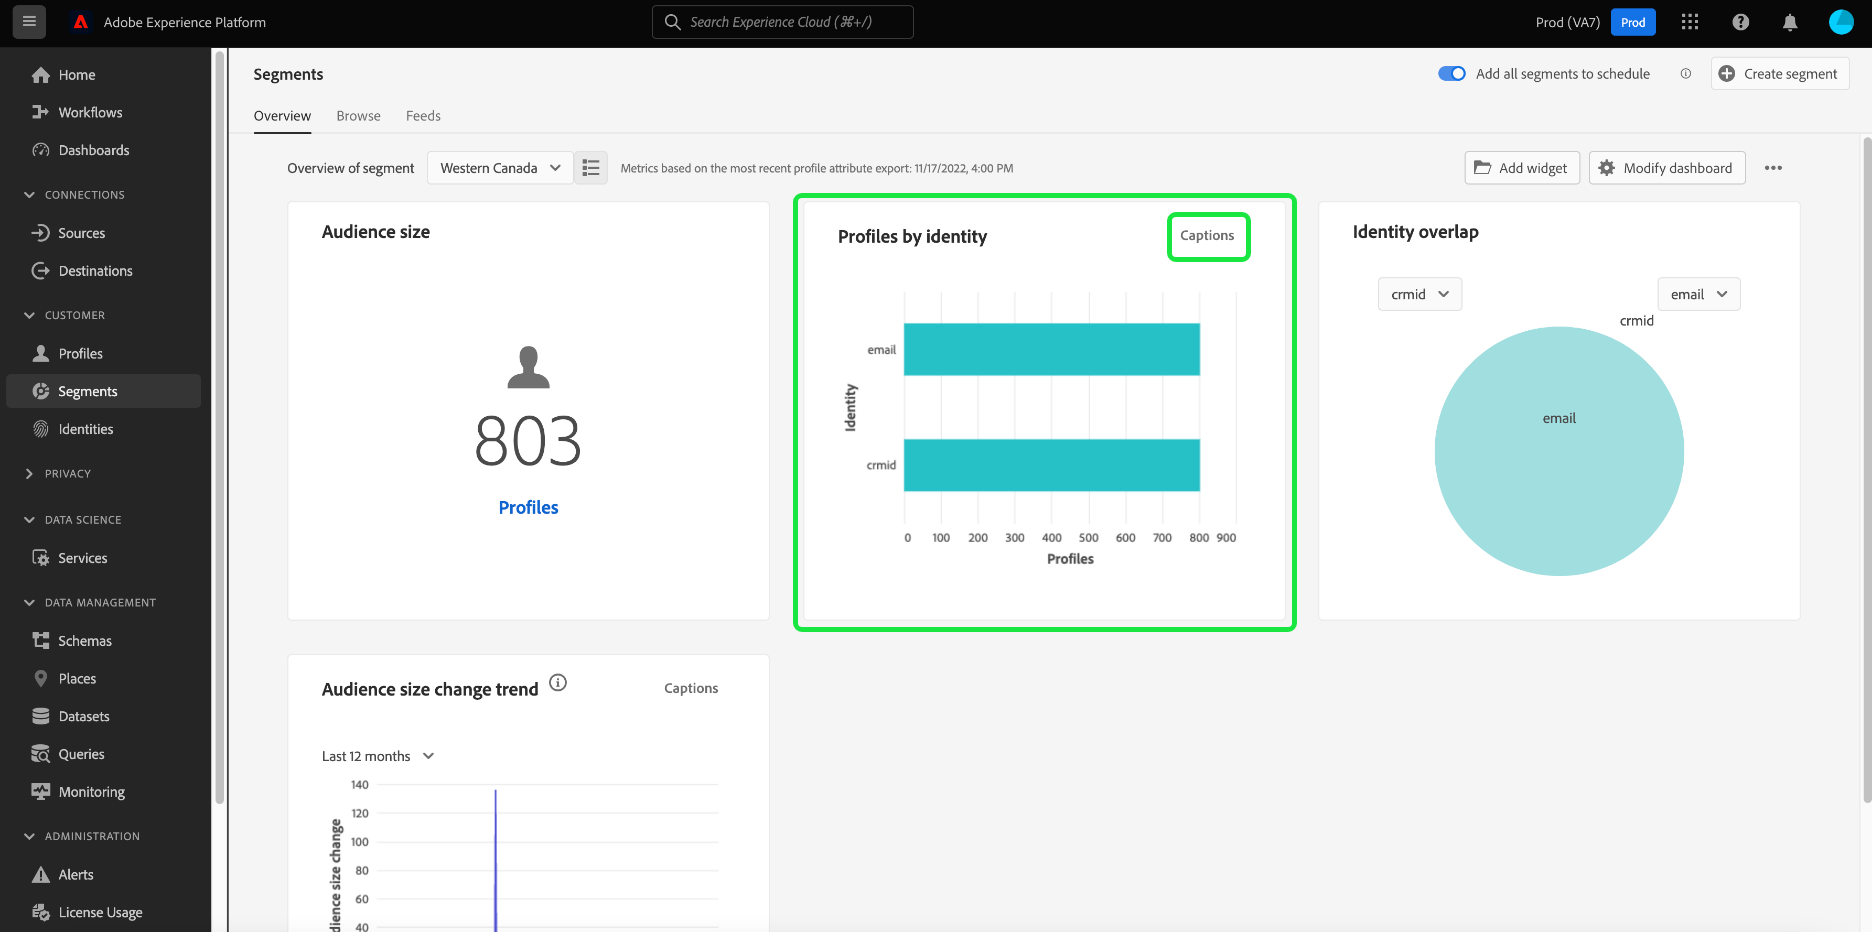 Adobe Experience Platform
Search Experience Cloud (⌘+/)
Prod (VA7)
Prod
Home
Workflows
Dashboards
CONNECTIONS
Sources
Destinations
CUSTOMER
Profiles
Segments
Identities
PRIVACY
DATA SCIENCE
Services
DATA MANAGEMENT
Schemas
Places
Datasets
Queries
Monitoring
ADMINISTRATION
Alerts
License Usage
Segments
Add all segments to schedule
Create segment
Overview Browse Feeds
Overview of segment
Western Canada
Metrics based on the most recent profile attribute export: 11/17/2022, 4:00 PM
Add widget
Modify dashboard
Audience size
803
Profiles
Profiles by identity
Captions
Identity
email
crmid
0 100 200 300 400 500 600 700 800 900
Profiles
Identity overlap
crmid
email
crmid
email
Audience size change trend
Captions
Last 12 months
140
120
100
80
60
40
dience size change